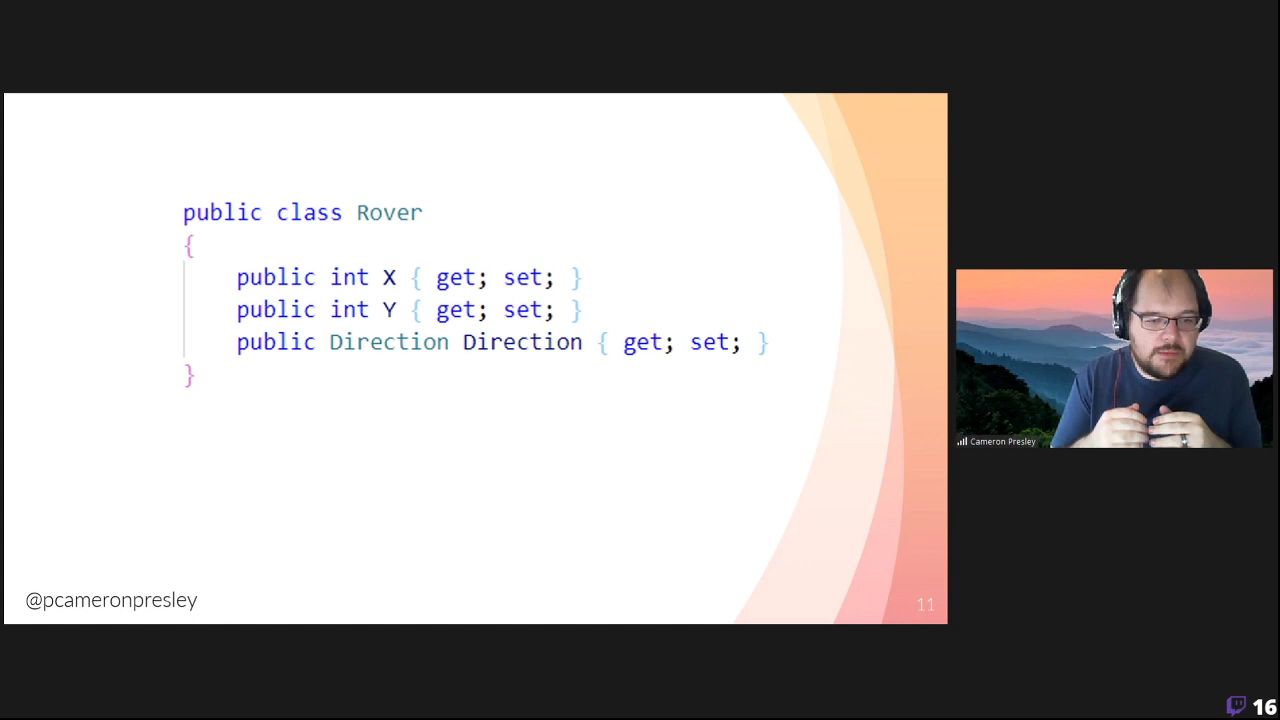 public class Rover
{
public int X { get; set; }
public int Y { get; set; }
public Direction Direction { get; set; }
}
@pcameronpresley
11
Cameron Presley
16